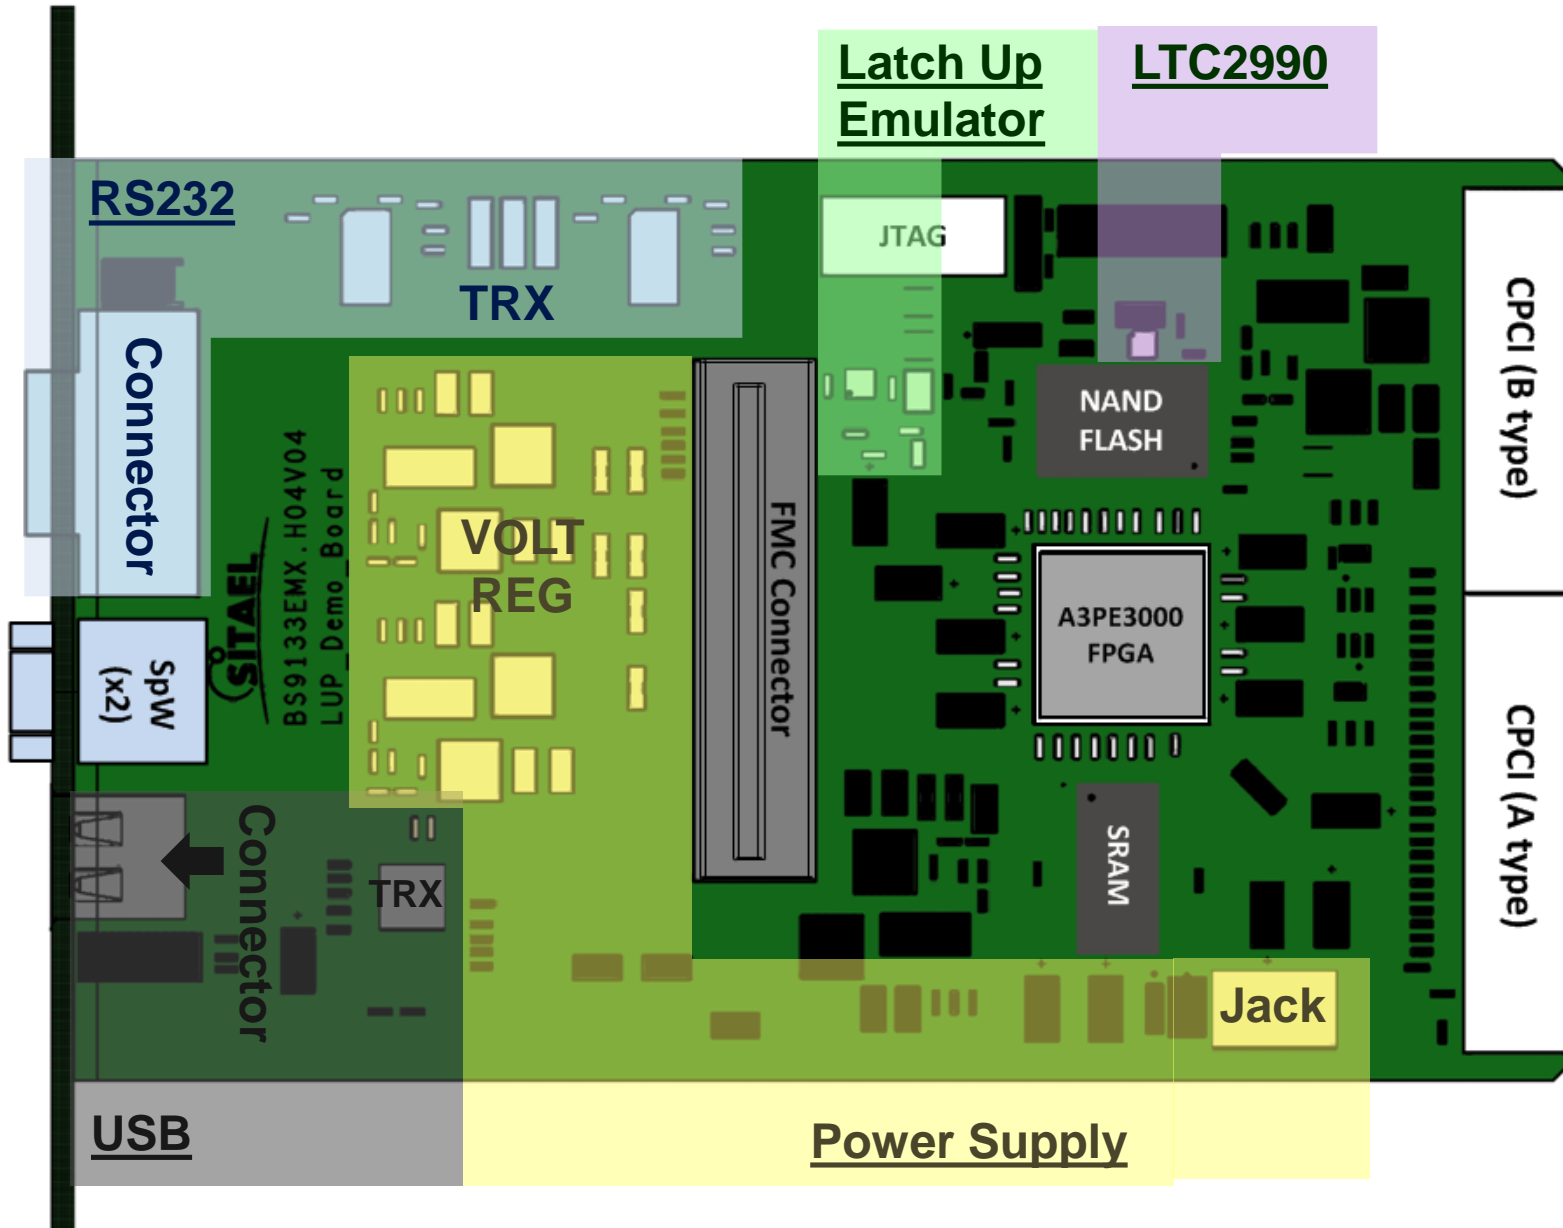 Latch Up
Emulator
LTC2990
RS232
TRX
JTAG
Connector
NAND
FLASH
CPCI (B type)
VOLT
REG
FMC Connector
SITAEL
BS9133EMX.H04V04
LUP_Demo_Board
A3PE3000
FPGA
SpW
(x2)
CPCI (A type)
Connector
TRX
SRAM
Jack
USB
Power Supply